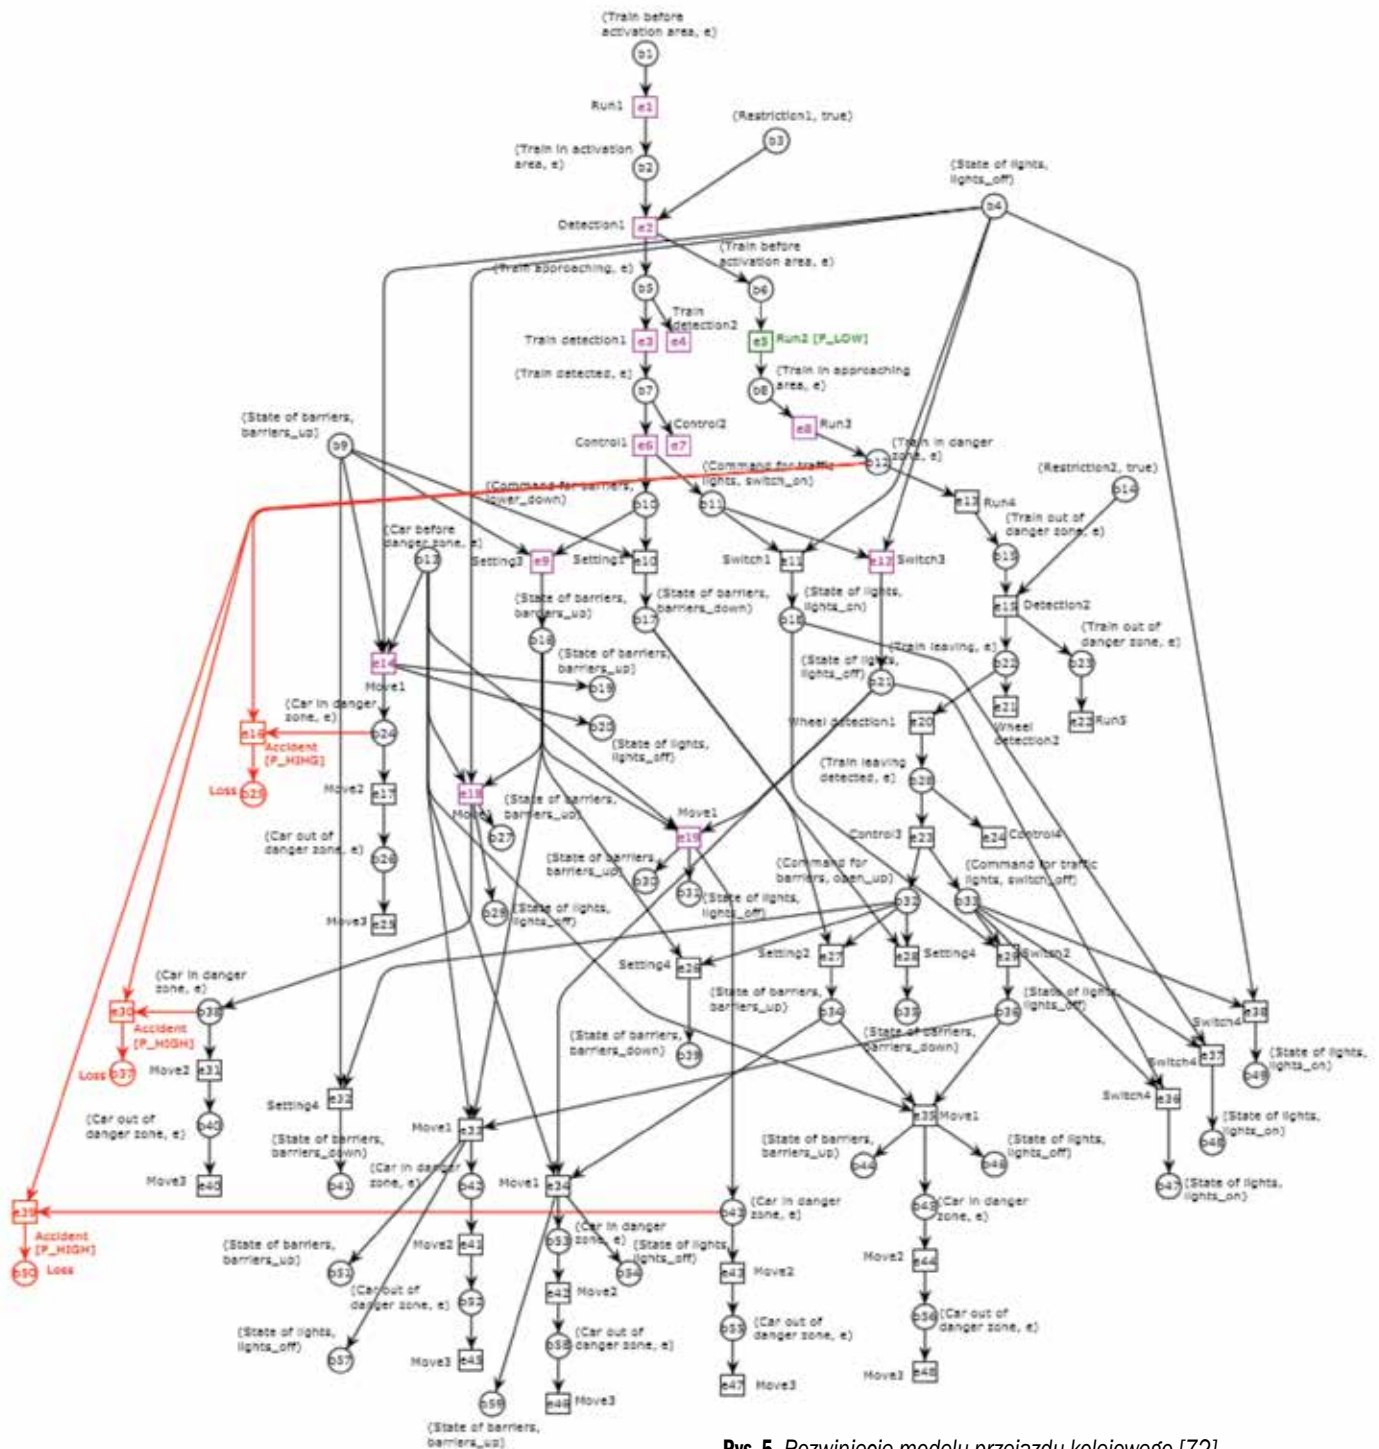 (Train before
activation area, e)
b1
Run1 e1
(Restriction1, true)
b3
(Train in activation
area, e)
b2
(State of lights,
lights_off)
b4
Detection1 e2
(Train before
activation area, e)
(Train approaching, e)
b5
b6
Train
detection2
Train detection1 e3 e4
e5 Run2 [P_LOW]
(Train detected, e)
b7
b8
(Train in approaching
area, e)
(State of barriers,
barriers_up)
b9
Control2
Control1 e6 e7
e8 Run3
(Train in danger
zone, e)
b12
(Command for traffic
lights, switch_on)
(Restriction2, true)
b14
(Command for barriers,
lower_down)
b10
b11
e13 Run4
(Train out of
danger zone, e)
b15
(Car before
danger zone, e)
b13
Setting3 e9
Setting1 e10
Switch1 e11
e12 Switch3
e15 Detection2
(State of barriers,
barriers_up)
b16
(State of barriers,
barriers_down)
b17
(State of lights,
lights_on)
b18
(Train leaving, e)
b22
(Train out of
danger zone, e)
b23
(State of lights,
lights_off)
b21
e14
Move1
(State of barriers,
barriers_up)
b19
b20
(State of lights,
lights_off)
(Car in danger
zone, e)
b24
e16
Accident
[P_HIHG]
Loss b25
Wheel detection1 e20
e21
Wheel
detection2
e22 Run5
Move2 e17
e18
Move1
(State of barriers,
barriers_up)
b27
Move1
e19
(Train leaving
detected, e)
b28
(Car out of
danger zone, e)
b26
Control3 e23
e24 Control4
(State of barriers,
barriers_up)
b30
b31
(State of lights,
lights_off)
(Command for
barriers, open_up)
b32
(Command for traffic
lights, switch_off)
b33
Move3 e25
b29
(State of lights,
lights_off)
Setting4 e26
Setting2 e27
e28 Setting4
e29 Switch2
(Car in danger
zone, e)
b38
e30
Accident
[P_HIGH]
Loss b37
(State of barriers,
barriers_up)
b34
b35
(State of barriers,
barriers_down)
b36
(State of lights,
lights_off)
e38
Switch4
(State of barriers,
barriers_down)
b39
Move2 e31
e37
Switch4
b49
(State of lights,
lights_on)
Setting4 e32
e36
Switch4
(Car out of
danger zone, e)
b40
Move1 e33
e35 Move1
(State of lights,
lights_on)
b48
(State of barriers,
barriers_down)
b41
(State of barriers,
barriers_up)
b44
(State of lights,
lights_off)
b46
Move3 e40
(Car in danger
zone, e)
b42
Move1 e34
b47
(State of lights,
lights_on)
e39
Accident
[P_HIGH]
b50 Loss
b43
(Car in danger
zone, e)
b45
(Car in danger
zone, e)
(State of barriers,
barriers_up)
b51
Move2 e41
b53
(Car in danger
zone, e)
(State of lights,
lights_off)
b54
Move2
e44
e43 Move2
(Car out of
danger zone, e)
b52
e42 Move2
b56
(Car out of
danger zone, e)
b55
(Car out of
danger zone, e)
(State of lights,
lights_off)
b57
b58
(Car out of
danger zone, e)
Move3 e45
Move3 e48
e47 Move3
b59
e46 Move3
(State of barriers,
barriers_up)
Rys. 5. Rozwinięcie modelu przejazdu kolejowego [72]